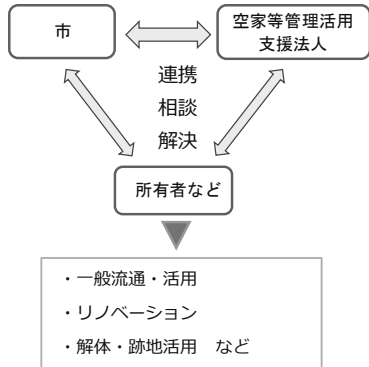 市
空家等管理活用
支援法人
連携
相談
解決
所有者など
・一般流通・活用
・リノベーション
・解体・跡地活用　など